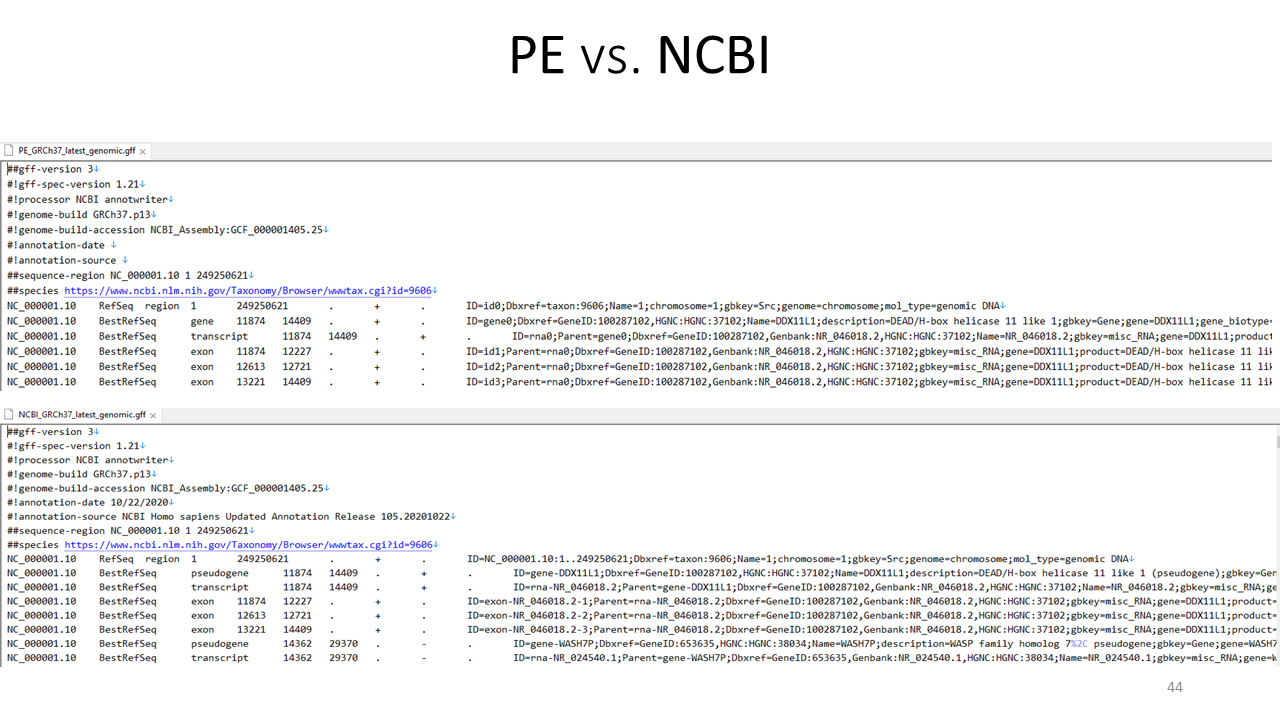 PE vs. NCBI
PE_GRCh37_latest_genomic.gff ×
##gff-version 3↓
#!gff-spec-version 1.21↓
#!processor NCBI annotwriter↓
#!genome-build GRCh37.p13↓
#!genome-build-accession NCBI_Assembly:GCF_000001405.25↓
#!annotation-date ↓
#!annotation-source ↓
##sequence-region NC_000001.10 1 249250621↓
##species https://www.ncbi.nlm.nih.gov/Taxonomy/Browser/wwwtax.cgi?id=9606↓
NC_000001.10 RefSeq region 1 249250621 . + . ID=id0;Dbxref=taxon:9606;Name=1;chromosome=1;gbkey=Src;genome=chromosome;mol_type=genomic DNA↓
NC_000001.10 BestRefSeq gene 11874 14409 . + . ID=gene0;Dbxref=GeneID:100287102,HGNC:HGNC:37102;Name=DDX11L1;description=DEAD/H-box helicase 11 like 1;gbkey=Gene;gene=DDX11L1;gene_biotype=
NC_000001.10 BestRefSeq transcript 11874 14409 . + . ID=rna0;Parent=gene0;Dbxref=GeneID:100287102,Genbank:NR_046018.2,HGNC:HGNC:37102;Name=NR_046018.2;gbkey=misc_RNA;gene=DDX11L1;product
NC_000001.10 BestRefSeq exon 11874 12227 . + . ID=id1;Parent=rna0;Dbxref=GeneID:100287102,Genbank:NR_046018.2,HGNC:HGNC:37102;gbkey=misc_RNA;gene=DDX11L1;product=DEAD/H-box helicase 11 lik
NC_000001.10 BestRefSeq exon 12613 12721 . + . ID=id2;Parent=rna0;Dbxref=GeneID:100287102,Genbank:NR_046018.2,HGNC:HGNC:37102;gbkey=misc_RNA;gene=DDX11L1;product=DEAD/H-box helicase 11 lik
NC_000001.10 BestRefSeq exon 13221 14409 . + . ID=id3;Parent=rna0;Dbxref=GeneID:100287102,Genbank:NR_046018.2,HGNC:HGNC:37102;gbkey=misc_RNA;gene=DDX11L1;product=DEAD/H-box helicase 11 lik
NCBI_GRCh37_latest_genomic.gff ×
##gff-version 3↓
#!gff-spec-version 1.21↓
#!processor NCBI annotwriter↓
#!genome-build GRCh37.p13↓
#!genome-build-accession NCBI_Assembly:GCF_000001405.25↓
#!annotation-date 10/22/2020↓
#!annotation-source NCBI Homo sapiens Updated Annotation Release 105.20201022↓
##sequence-region NC_000001.10 1 249250621↓
##species https://www.ncbi.nlm.nih.gov/Taxonomy/Browser/wwwtax.cgi?id=9606↓
NC_000001.10 RefSeq region 1 249250621 . + . ID=NC_000001.10:1..249250621;Dbxref=taxon:9606;Name=1;chromosome=1;gbkey=Src;genome=chromosome;mol_type=genomic DNA↓
NC_000001.10 BestRefSeq pseudogene 11874 14409 . + . ID=gene-DDX11L1;Dbxref=GeneID:100287102,HGNC:HGNC:37102;Name=DDX11L1;description=DEAD/H-box helicase 11 like 1 (pseudogene);gbkey=Gen
NC_000001.10 BestRefSeq transcript 11874 14409 . + . ID=rna-NR_046018.2;Parent=gene-DDX11L1;Dbxref=GeneID:100287102,Genbank:NR_046018.2,HGNC:HGNC:37102;Name=NR_046018.2;gbkey=misc_RNA;ge
NC_000001.10 BestRefSeq exon 11874 12227 . + . ID=exon-NR_046018.2-1;Parent=rna-NR_046018.2;Dbxref=GeneID:100287102,Genbank:NR_046018.2,HGNC:HGNC:37102;gbkey=misc_RNA;gene=DDX11L1;product=
NC_000001.10 BestRefSeq exon 12613 12721 . + . ID=exon-NR_046018.2-2;Parent=rna-NR_046018.2;Dbxref=GeneID:100287102,Genbank:NR_046018.2,HGNC:HGNC:37102;gbkey=misc_RNA;gene=DDX11L1;product=
NC_000001.10 BestRefSeq exon 13221 14409 . + . ID=exon-NR_046018.2-3;Parent=rna-NR_046018.2;Dbxref=GeneID:100287102,Genbank:NR_046018.2,HGNC:HGNC:37102;gbkey=misc_RNA;gene=DDX11L1;product=
NC_000001.10 BestRefSeq pseudogene 14362 29370 . - . ID=gene-WASH7P;Dbxref=GeneID:653635,HGNC:HGNC:38034;Name=WASH7P;description=WASP family homolog 7%2C pseudogene;gbkey=Gene;gene=WASH7
NC_000001.10 BestRefSeq transcript 14362 29370 . - . ID=rna-NR_024540.1;Parent=gene-WASH7P;Dbxref=GeneID:653635,Genbank:NR_024540.1,HGNC:HGNC:38034;Name=NR_024540.1;gbkey=misc_RNA;gene=W
44